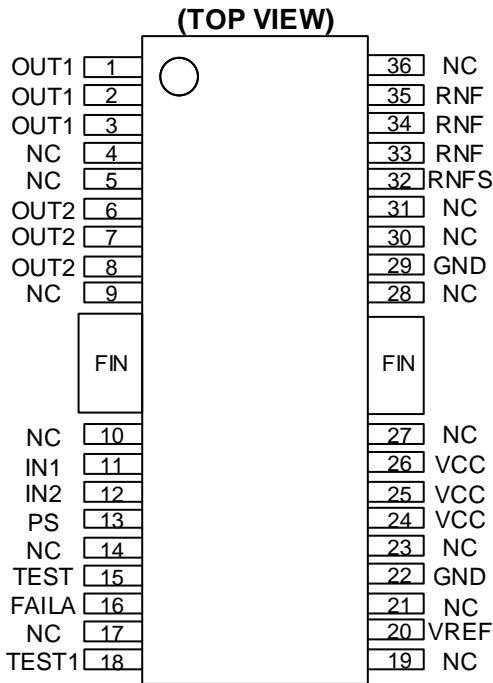 (TOP VIEW)
OUT1 1 36 NC
OUT1 2 35 RNF
OUT1 3 34 RNF
NC 4 33 RNF
NC 5 32 RNFS
OUT2 6 31 NC
OUT2 7 30 NC
OUT2 8 29 GND
NC 9 28 NC
FIN FIN
NC 10 27 NC
IN1 11 26 VCC
IN2 12 25 VCC
PS 13 24 VCC
NC 14 23 NC
TEST 15 22 GND
FAILA 16 21 NC
NC 17 20 VREF
TEST1 18 19 NC